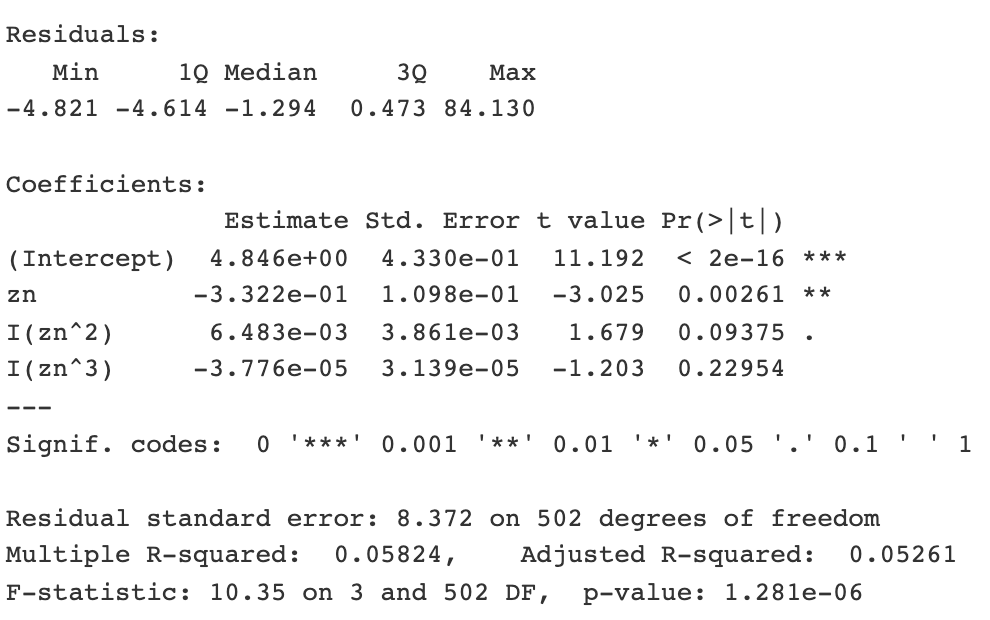 Residuals:
   Min     1Q Median     3Q    Max
-4.821 -4.614 -1.294  0.473 84.130

Coefficients:
              Estimate Std. Error t value Pr(>|t|)
(Intercept)  4.846e+00  4.330e-01  11.192  < 2e-16 ***
zn          -3.322e-01  1.098e-01  -3.025  0.00261 **
I(zn^2)      6.483e-03  3.861e-03   1.679  0.09375 .
I(zn^3)     -3.776e-05  3.139e-05  -1.203  0.22954
---
Signif. codes:  0 '***' 0.001 '**' 0.01 '*' 0.05 '.' 0.1 ' ' 1

Residual standard error: 8.372 on 502 degrees of freedom
Multiple R-squared:  0.05824,    Adjusted R-squared:  0.05261
F-statistic: 10.35 on 3 and 502 DF,  p-value: 1.281e-06